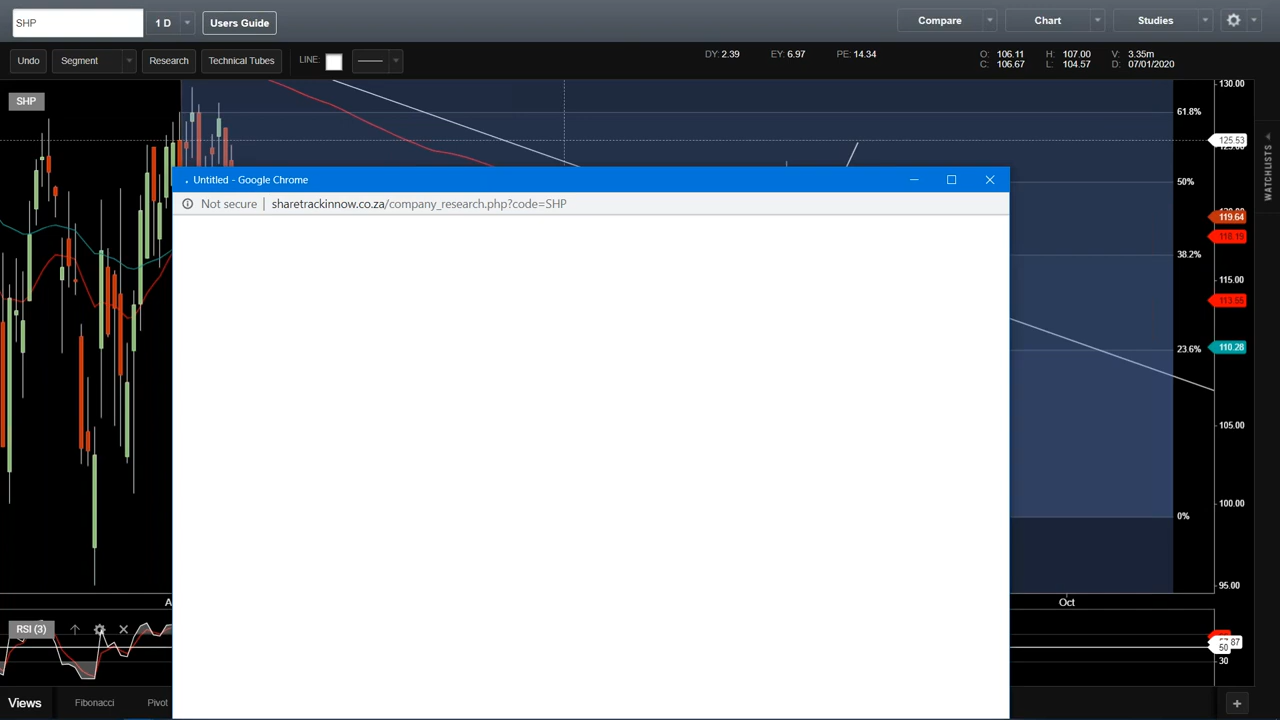 SHP
1 D
Users Guide
Compare
Chart
Studies
Undo
Segment
Research
Technical Tubes
LINE:
DY: 2.39
EY: 6.97
PE: 14.34
O: 106.11 H: 107.00 V: 3.35m
C: 106.67 L: 104.57 D: 07/01/2020
SHP
130.00
61.8%
125.53
WATCHLISTS
Untitled - Google Chrome
50%
Not secure | sharetrackinnow.co.za/company_research.php?code=SHP
119.64
118.19
38.2%
115.00
113.55
23.6%
110.28
105.00
100.00
0%
95.00
Oct
RSI (3)
50
30
Views
Fibonacci
Pivot